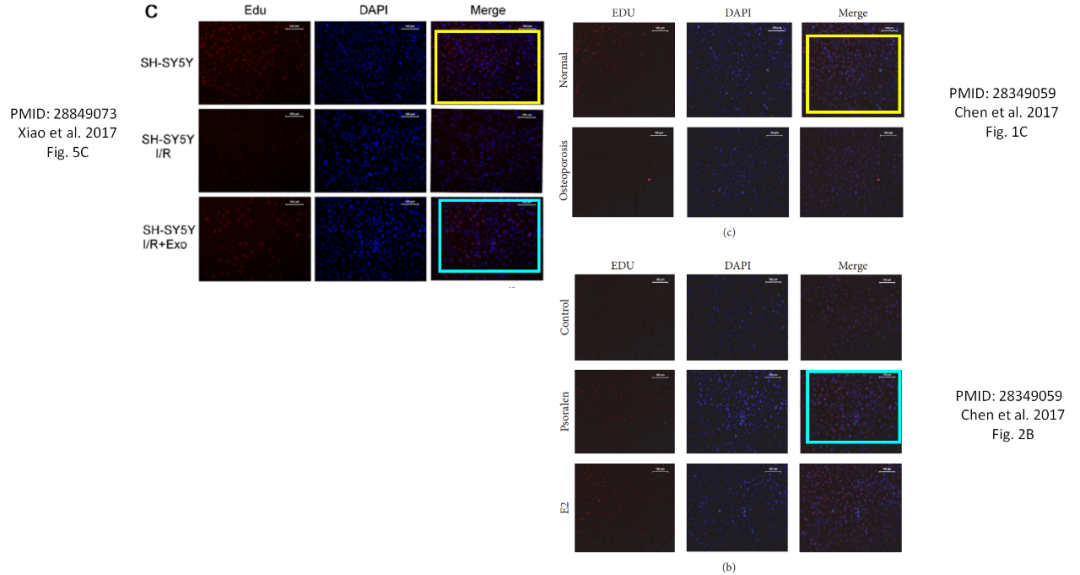 C
Edu DAPI Merge
SH-SY5Y
SH-SY5Y
I/R
SH-SY5Y
I/R+Exo
PMID: 28849073
Xiao et al. 2017
Fig. 5C
EDU DAPI Merge
Normal
Osteoporosis
(c)
PMID: 28349059
Chen et al. 2017
Fig. 1C
EDU DAPI Merge
Control
Psoralen
E2
(b)
PMID: 28349059
Chen et al. 2017
Fig. 2B